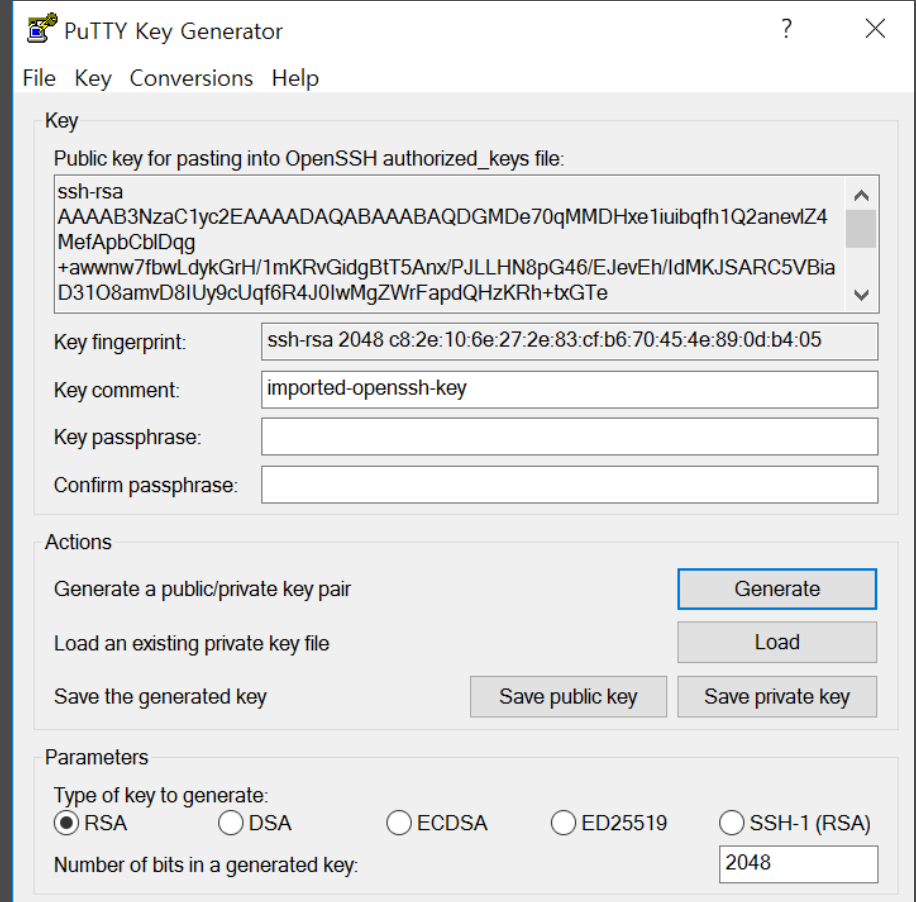 PuTTY Key Generator
?
File Key Conversions Help
Key
Public key for pasting into OpenSSH authorized_keys file:
ssh-rsa
AAAAB3NzaC1yc2EAAAADAQABAAABAQDGMDe70qMMDHxe1iuibqfh1Q2anevlZ4
MefApbCblDqg
+awwnw7fbwLdykGrH/1mKRvGidgBtT5Anx/PJLLHN8pG46/EJevEh/IdMKJSARC5VBia
D31O8amvD8IUy9cUqf6R4J0IwMgZWrFapdQHzKRh+txGTe
Key fingerprint: ssh-rsa 2048 c8:2e:10:6e:27:2e:83:cf:b6:70:45:4e:89:0d:b4:05
Key comment: imported-openssh-key
Key passphrase:
Confirm passphrase:
Actions
Generate a public/private key pair Generate
Load an existing private key file Load
Save the generated key Save public key Save private key
Parameters
Type of key to generate:
RSA DSA ECDSA ED25519 SSH-1 (RSA)
Number of bits in a generated key: 2048